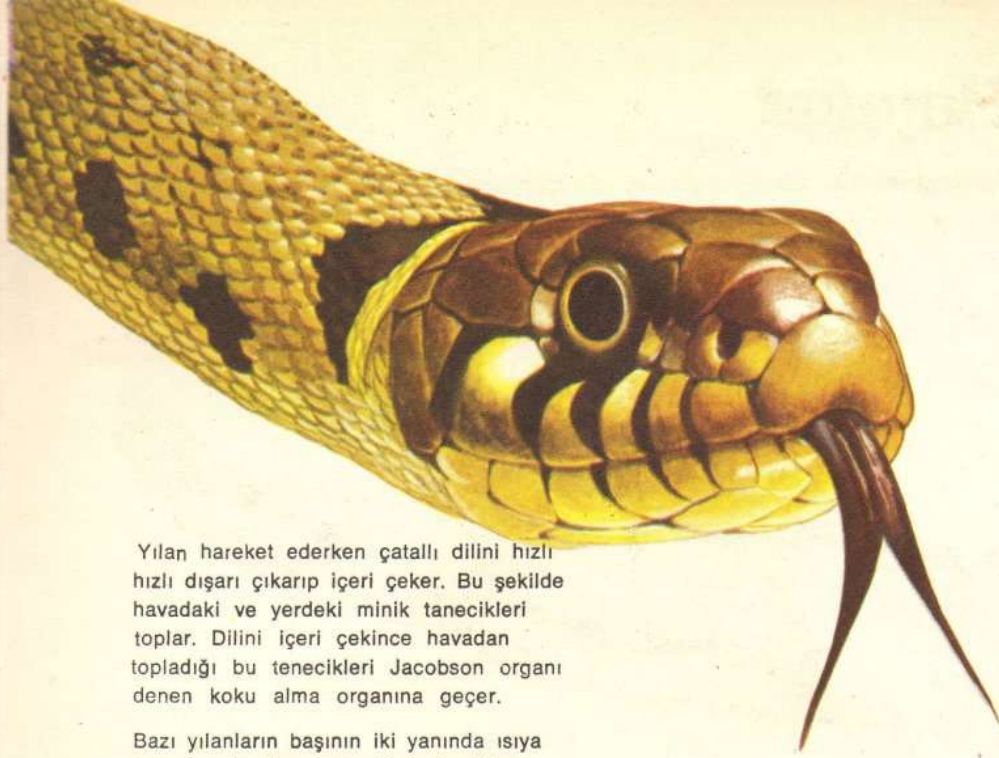 Yılan hareket ederken çatallı dilini hızlı
hızlı dışarı çıkarıp içeri çeker. Bu şekilde
havadaki ve yerdeki minik tanecikleri
toplar. Dilini içeri çekince havadan
topladığı bu tenecikleri Jacobson organı
denen koku alma organına geçer.
Bazı yılanların başının iki yanında ısıya